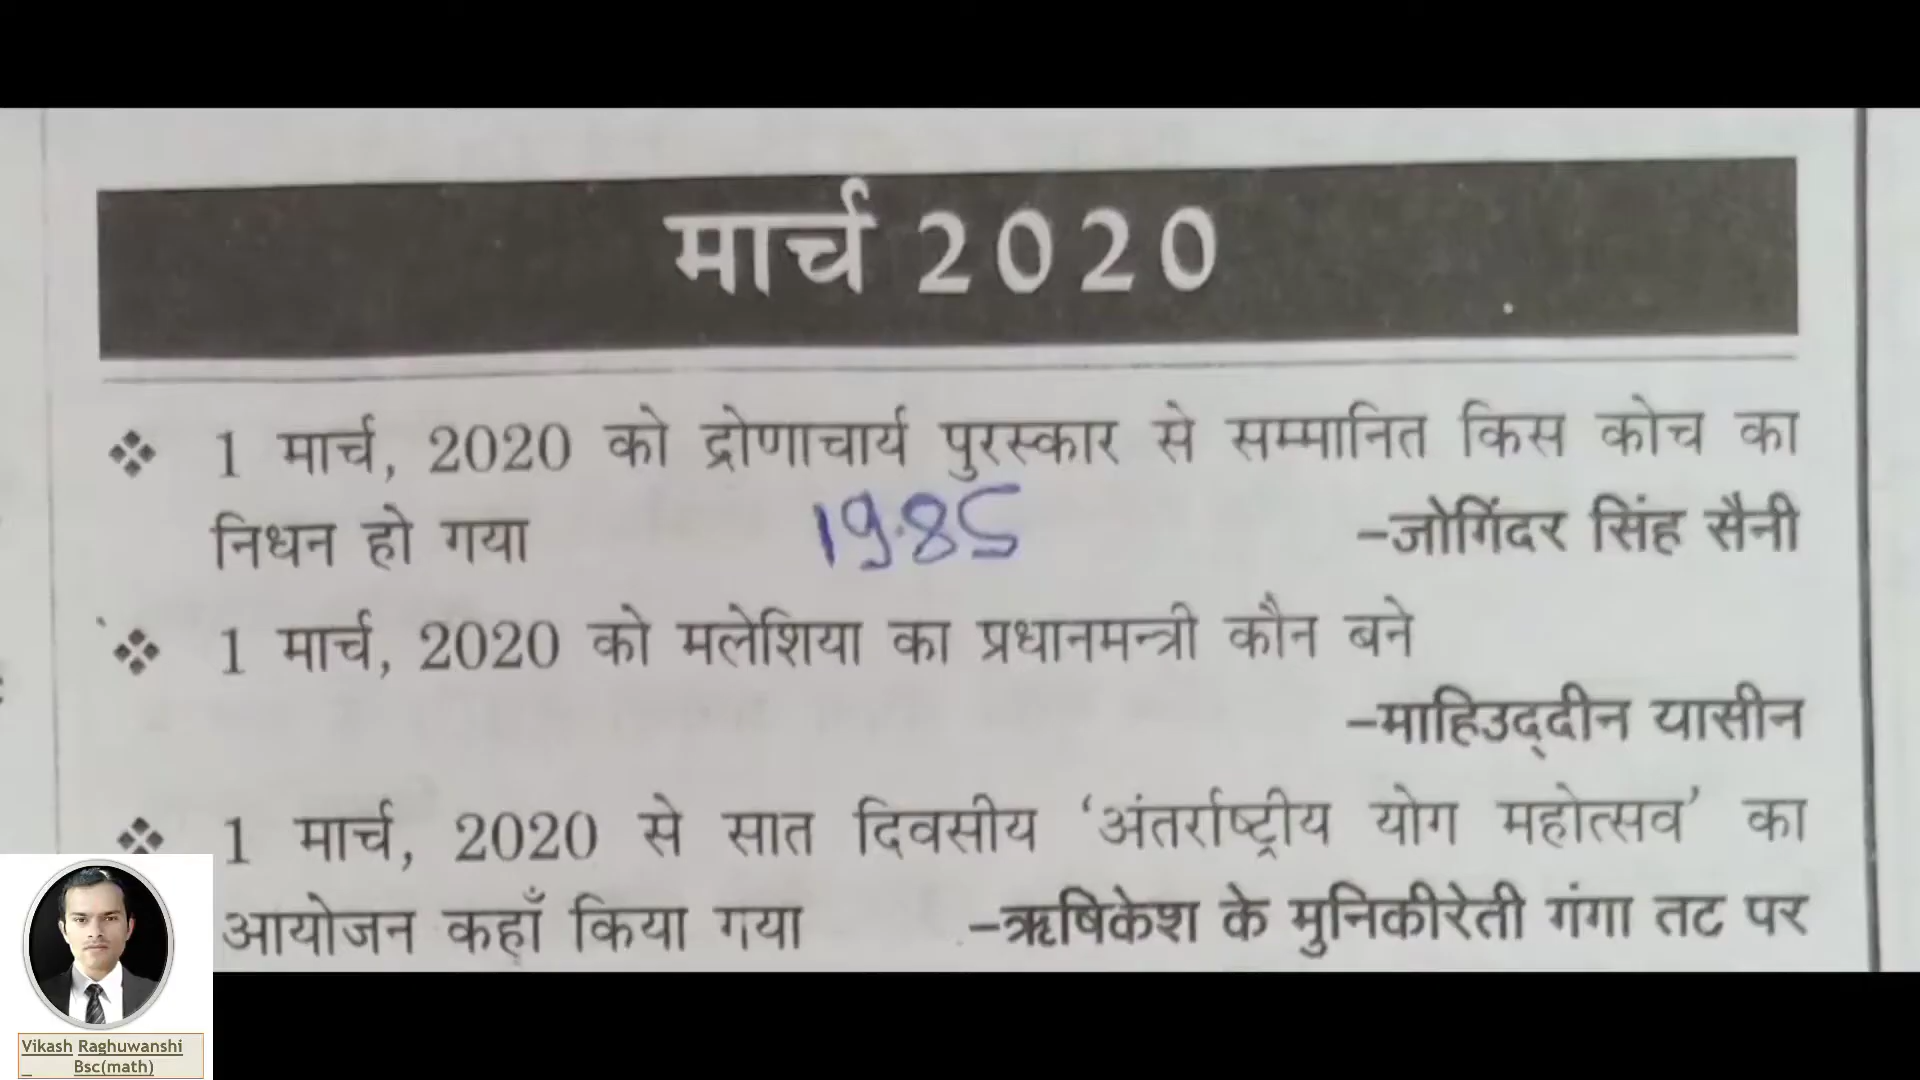 मार्च 2020
❖ 1 मार्च, 2020 को द्रोणाचार्य पुरस्कार से सम्मानित किस कोच का
निधन हो गया 1985 –जोगिंदर सिंह सैनी
❖ 1 मार्च, 2020 को मलेशिया का प्रधानमन्त्री कौन बने
–माहिउद्‌दीन यासीन
❖ 1 मार्च, 2020 से सात दिवसीय ‘अंतर्राष्ट्रीय योग महोत्सव’ का
आयोजन कहाँ किया गया –ऋषिकेश के मुनिकीरेती गंगा तट पर
Vikash Raghuwanshi
_ Bsc(math)